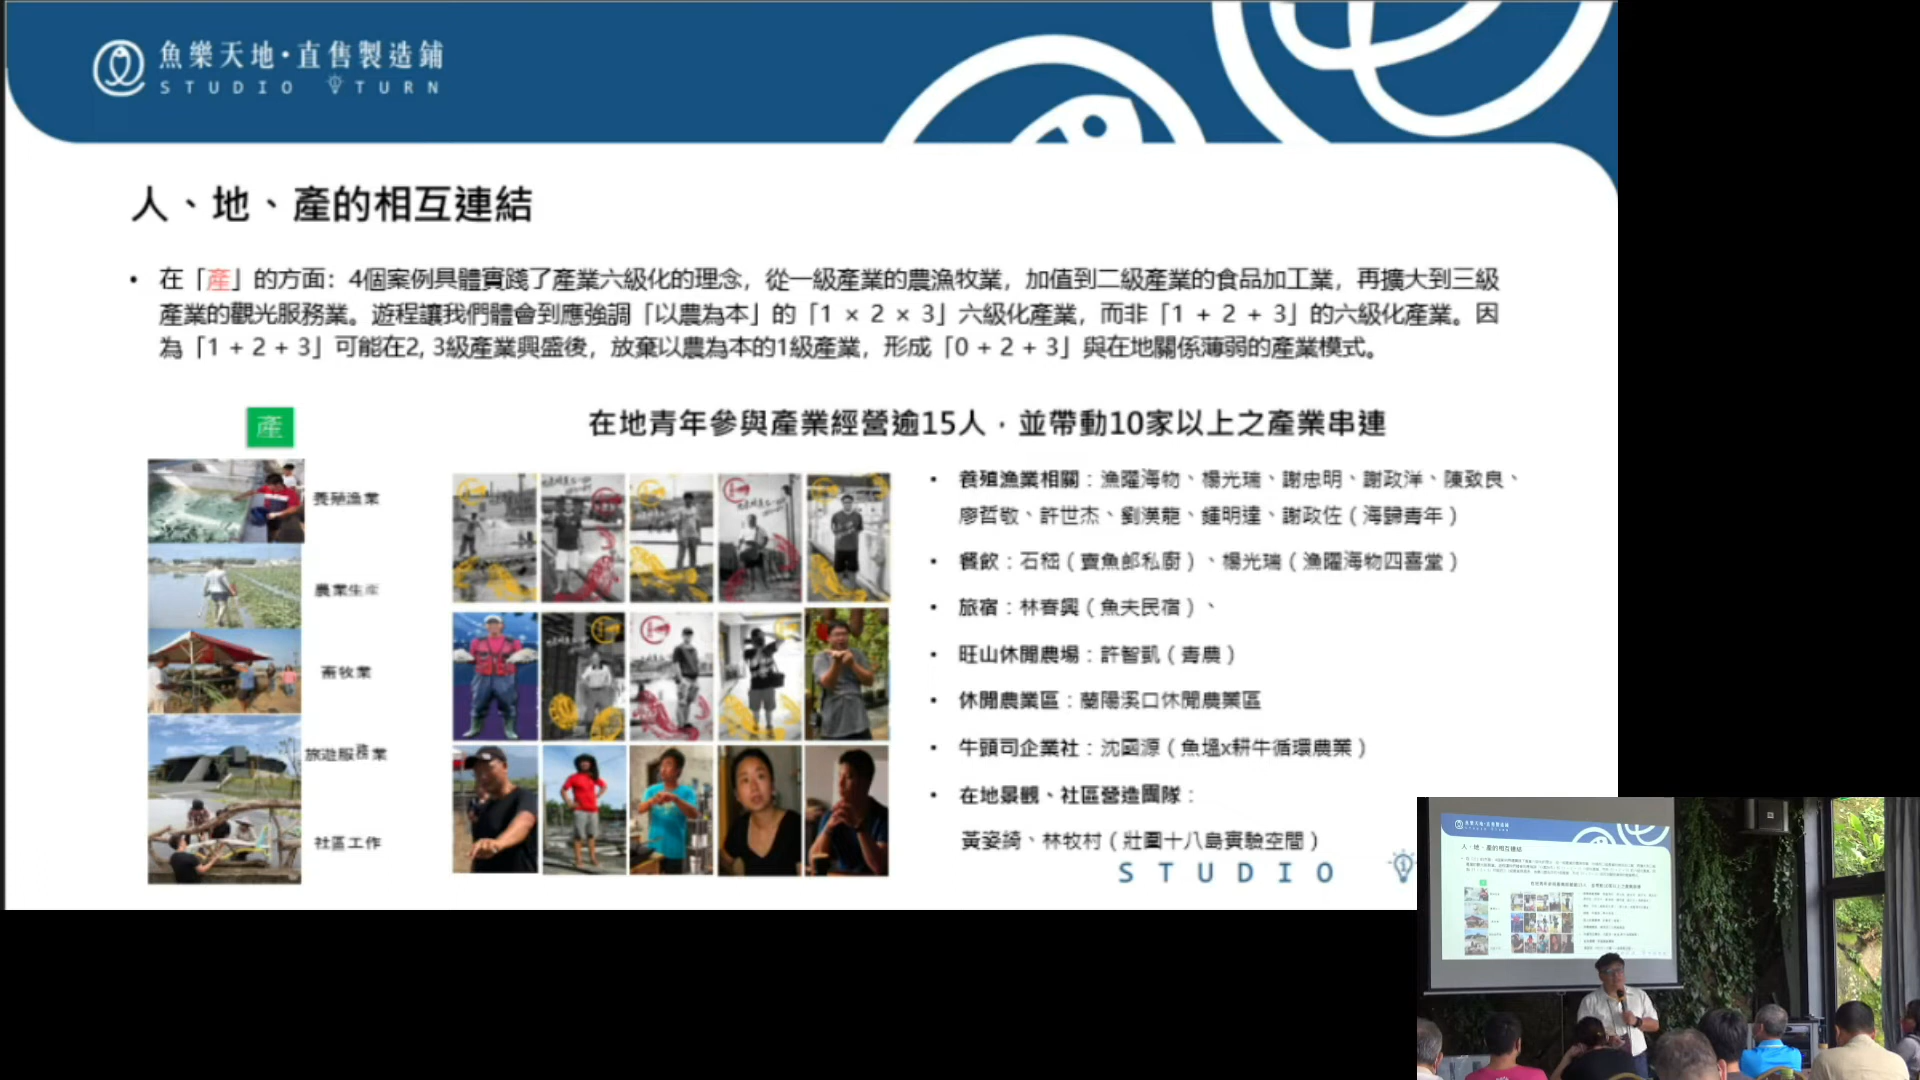 魚樂天地·直售製造鋪
STUDIO TURN
人、地、產的相互連結
• 在「產」的方面：4個案例具體實踐了產業六級化的理念，從一級產業的農漁牧業，加值到二級產業的食品加工業，再擴大到三級
產業的觀光服務業。遊程讓我們體會到應強調「以農為本」的「1 × 2 × 3」六級化產業，而非「1 + 2 + 3」的六級化產業。因
為「1 + 2 + 3」可能在2, 3級產業興盛後，放棄以農為本的1級產業，形成「0 + 2 + 3」與在地關係薄弱的產業模式。
產
養殖漁業
農業生產
畜牧業
旅遊服務業
社區工作
在地青年參與產業經營逾15人，並帶動10家以上之產業串連
• 養殖漁業相關：漁曜海物、楊光瑞、謝忠明、謝政洋、陳致良、
廖哲敬、許世杰、劉漢龍、鍾明達、謝政佐（海歸青年）
• 餐飲：石嵇（賣魚郎私廚）、楊光瑞（漁曜海物四喜堂）
• 旅宿：林春興（魚夫民宿）、
• 旺山休閒農場：許智凱（青農）
• 休閒農業區：蘭陽溪口休閒農業區
• 牛頭司企業社：沈國源（魚塭x耕牛循環農業）
• 在地景觀、社區營造團隊：
黃姿綺、林牧村（壯圍十八島實驗空間）
STUDIO